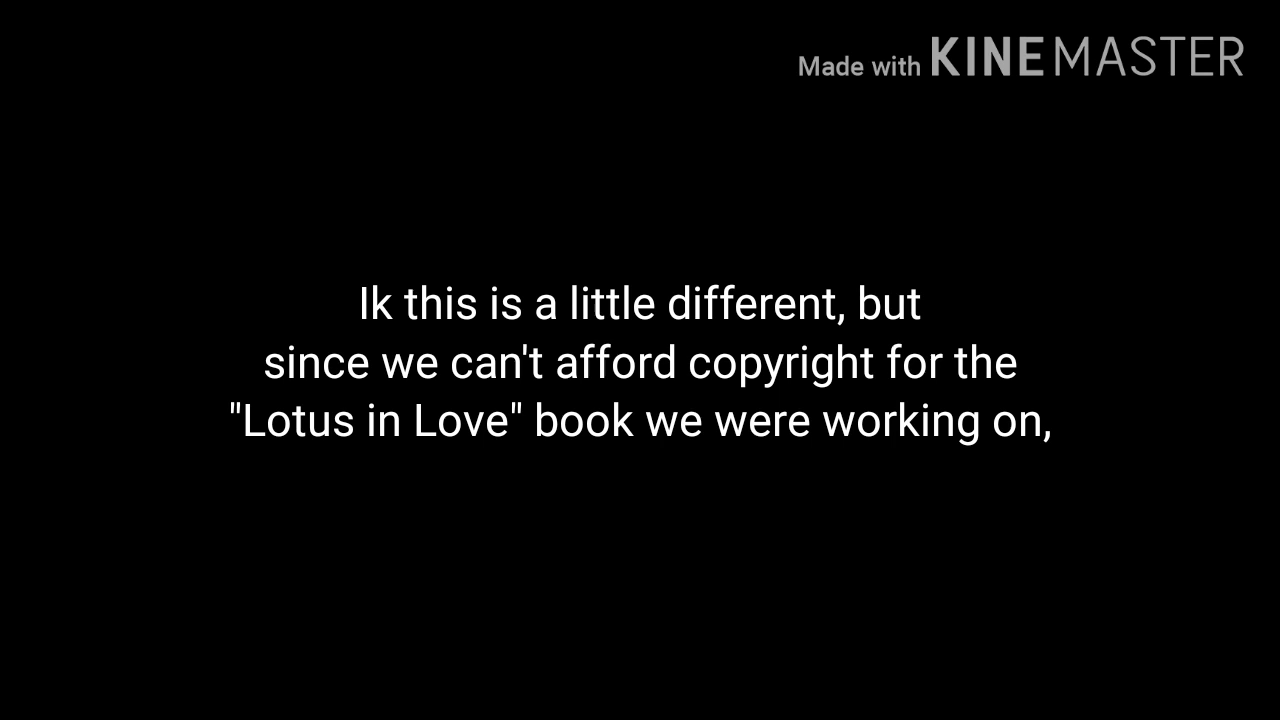 Made with KINEMASTER
Ik this is a little different, but
since we can't afford copyright for the
"Lotus in Love" book we were working on,